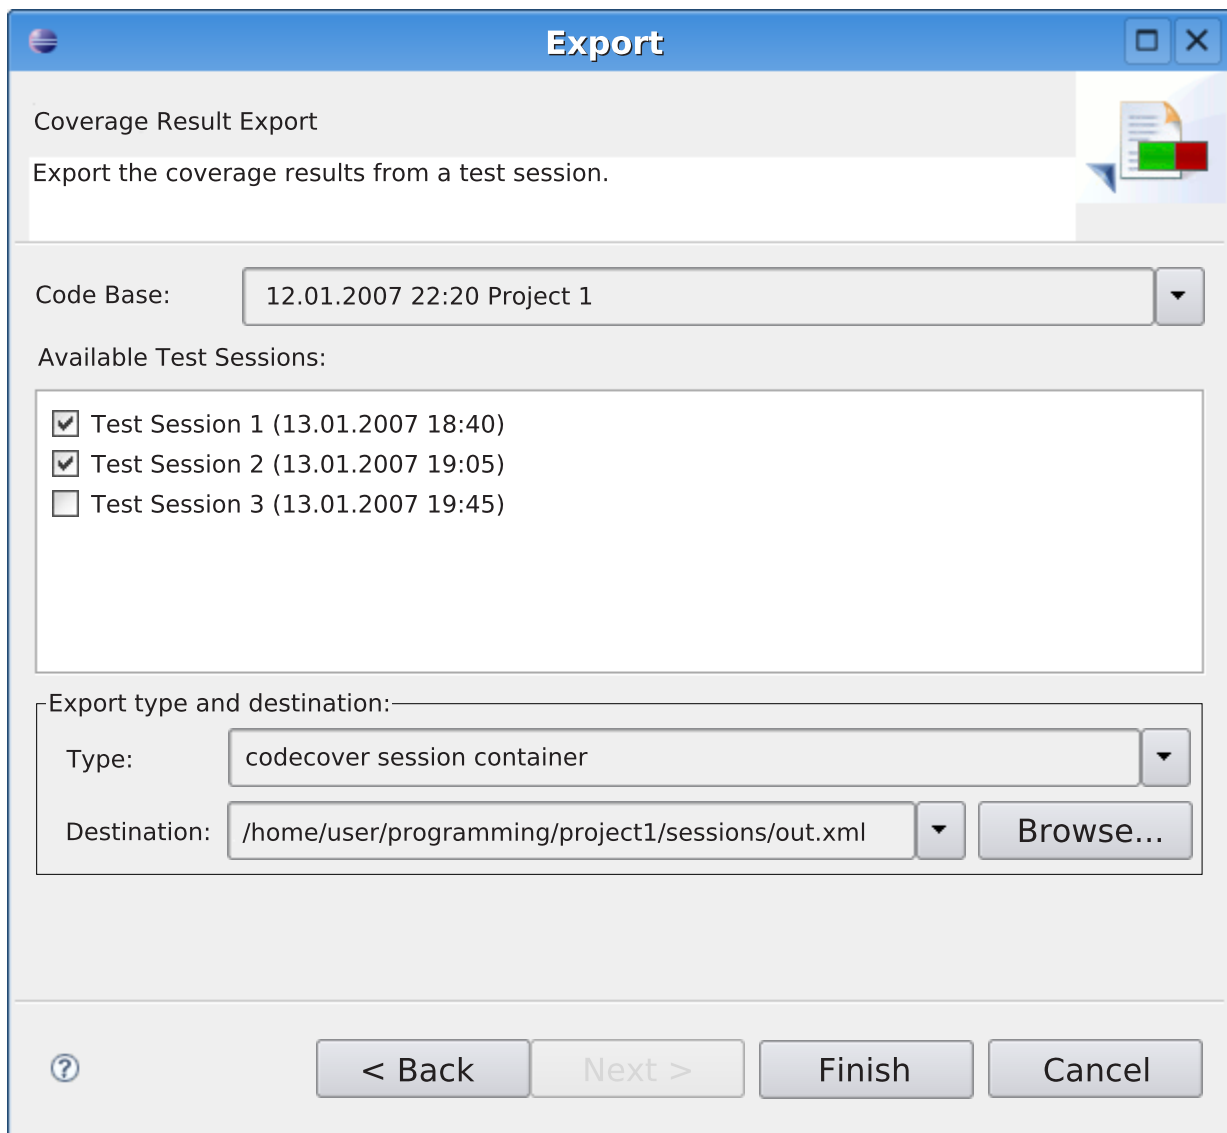 Export
Coverage Result Export
Export the coverage results from a test session.
Code Base: 12.01.2007 22:20 Project 1
Available Test Sessions:
Test Session 1 (13.01.2007 18:40)
Test Session 2 (13.01.2007 19:05)
Test Session 3 (13.01.2007 19:45)
Export type and destination:
Type: codecover session container
Destination: /home/user/programming/project1/sessions/out.xml Browse...
? < Back Next > Finish Cancel